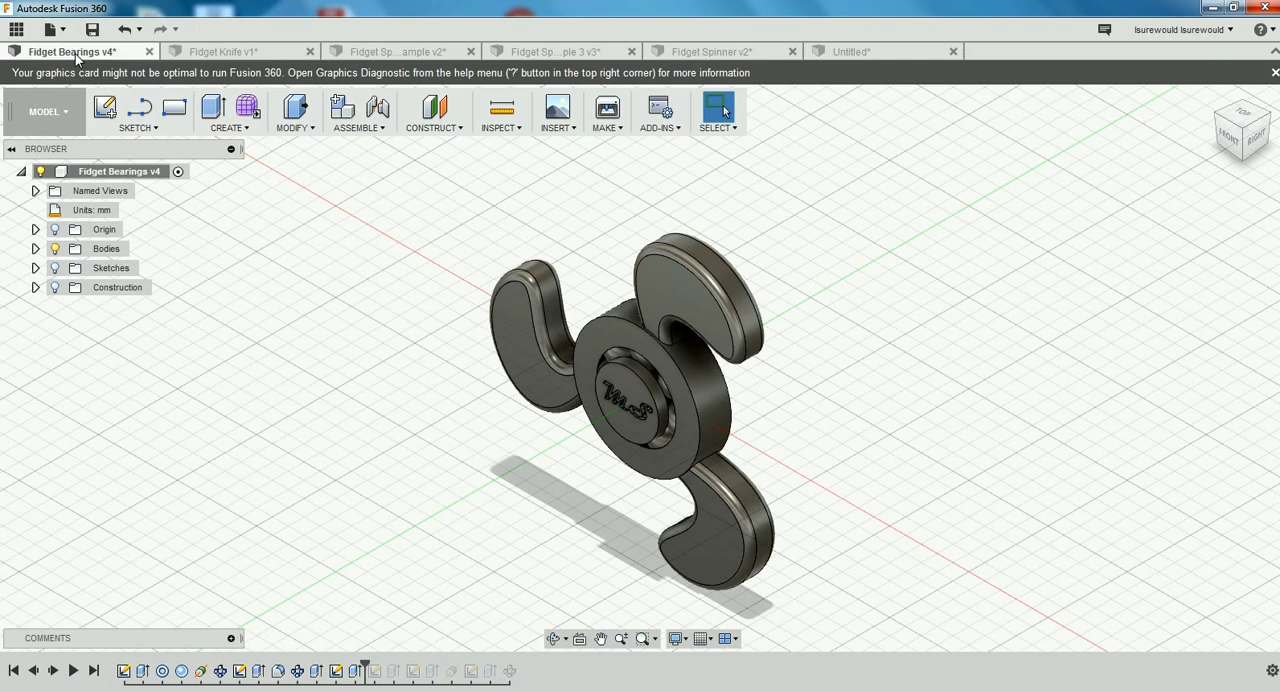 Autodesk Fusion 360
lsurewould lsurewould
Fidget Bearings v4*
Fidget Knife v1*
Fidget Sp...ample v2*
Fidget Sp...ple 3 v3*
Fidget Spinner v2*
Untitled*
Your graphics card might not be optimal to run Fusion 360. Open Graphics Diagnostic from the help menu ('?' button in the top right corner) for more information
MODEL
SKETCH
CREATE
MODIFY
ASSEMBLE
CONSTRUCT
INSPECT
INSERT
MAKE
ADD-INS
SELECT
TOP
FRONT
RIGHT
BROWSER
Fidget Bearings v4
Named Views
Units: mm
Origin
Bodies
Sketches
Construction
COMMENTS